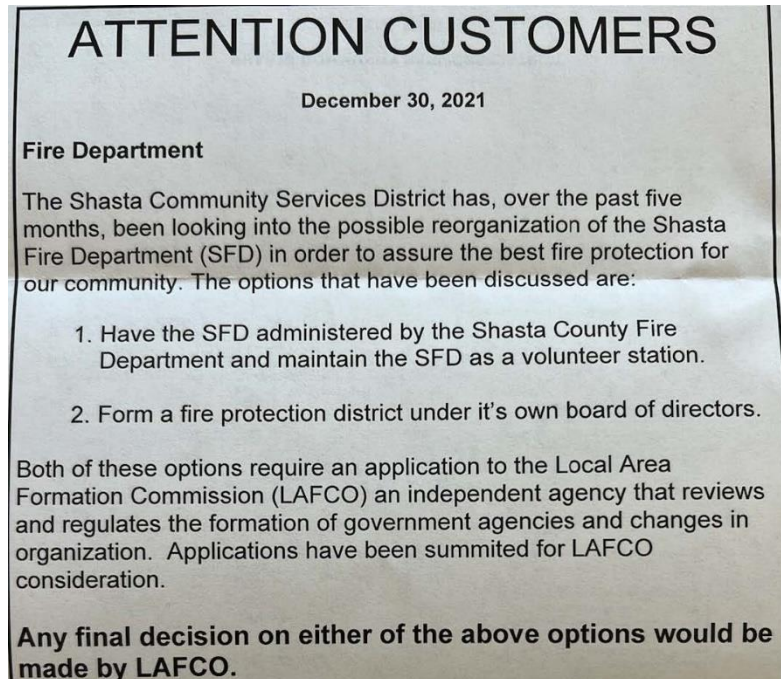 ATTENTION CUSTOMERS
December 30, 2021
Fire Department
The Shasta Community Services District has, over the past five
months, been looking into the possible reorganization of the Shasta
Fire Department (SFD) in order to assure the best fire protection for
our community. The options that have been discussed are:
1. Have the SFD administered by the Shasta County Fire
Department and maintain the SFD as a volunteer station.
2. Form a fire protection district under it's own board of directors.
Both of these options require an application to the Local Area
Formation Commission (LAFCO) an independent agency that reviews
and regulates the formation of government agencies and changes in
organization. Applications have been summited for LAFCO
consideration.
Any final decision on either of the above options would be
made by LAFCO.